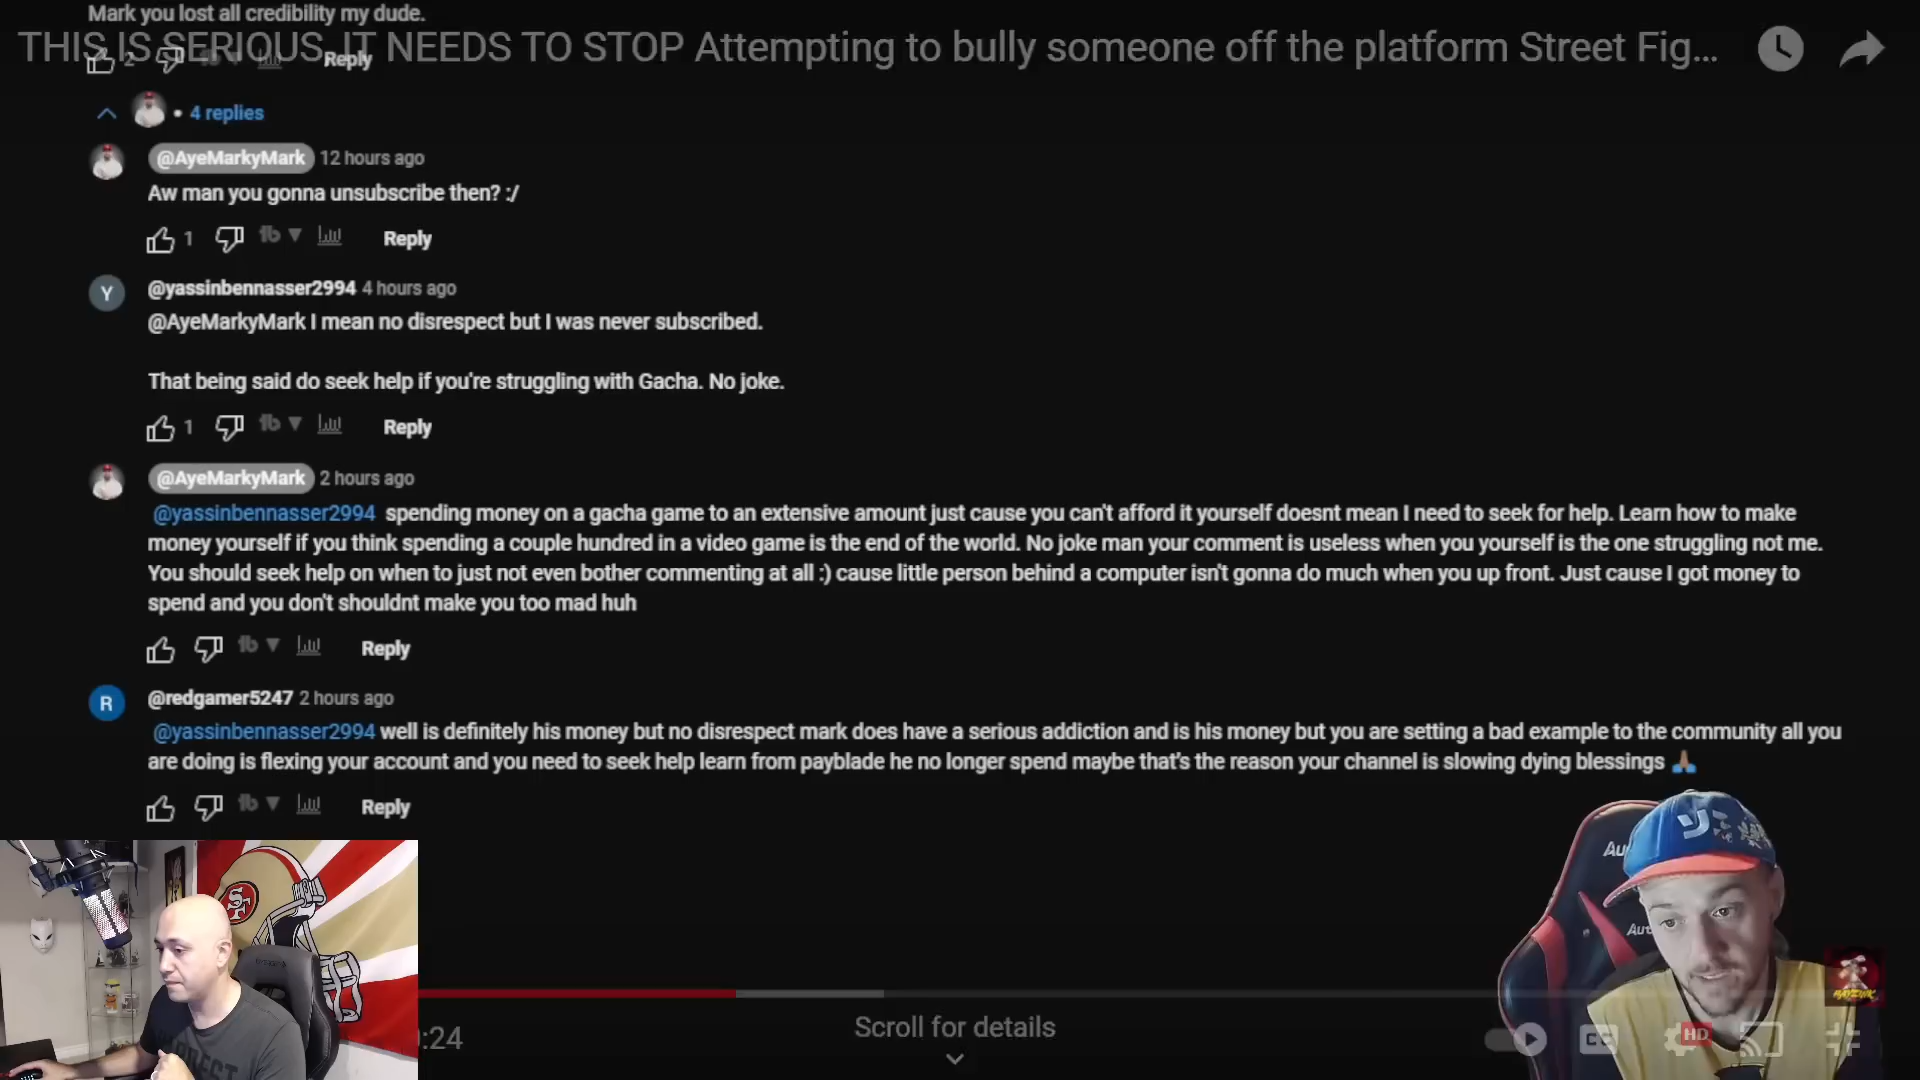 Mark you lost all credibility my dude.
THIS IS SERIOUS, IT NEEDS TO STOP Attempting to bully someone off the platform Street Fig...
2 Reply
• 4 replies
@AyeMarkyMark 12 hours ago
Aw man you gonna unsubscribe then? :/
1 Reply
Y @yassinbennasser2994 4 hours ago
@AyeMarkyMark I mean no disrespect but I was never subscribed.
That being said do seek help if you're struggling with Gacha. No joke.
1 Reply
@AyeMarkyMark 2 hours ago
@yassinbennasser2994 spending money on a gacha game to an extensive amount just cause you can't afford it yourself doesnt mean I need to seek for help. Learn how to make
money yourself if you think spending a couple hundred in a video game is the end of the world. No joke man your comment is useless when you yourself is the one struggling not me.
You should seek help on when to just not even bother commenting at all :) cause little person behind a computer isn't gonna do much when you up front. Just cause I got money to
spend and you don't shouldnt make you too mad huh
Reply
R @redgamer5247 2 hours ago
@yassinbennasser2994 well is definitely his money but no disrespect mark does have a serious addiction and is his money but you are setting a bad example to the community all you
are doing is flexing your account and you need to seek help learn from payblade he no longer spend maybe that's the reason your channel is slowing dying blessings 🙏🏽
Reply
SF
:24
Scroll for details
CC HD